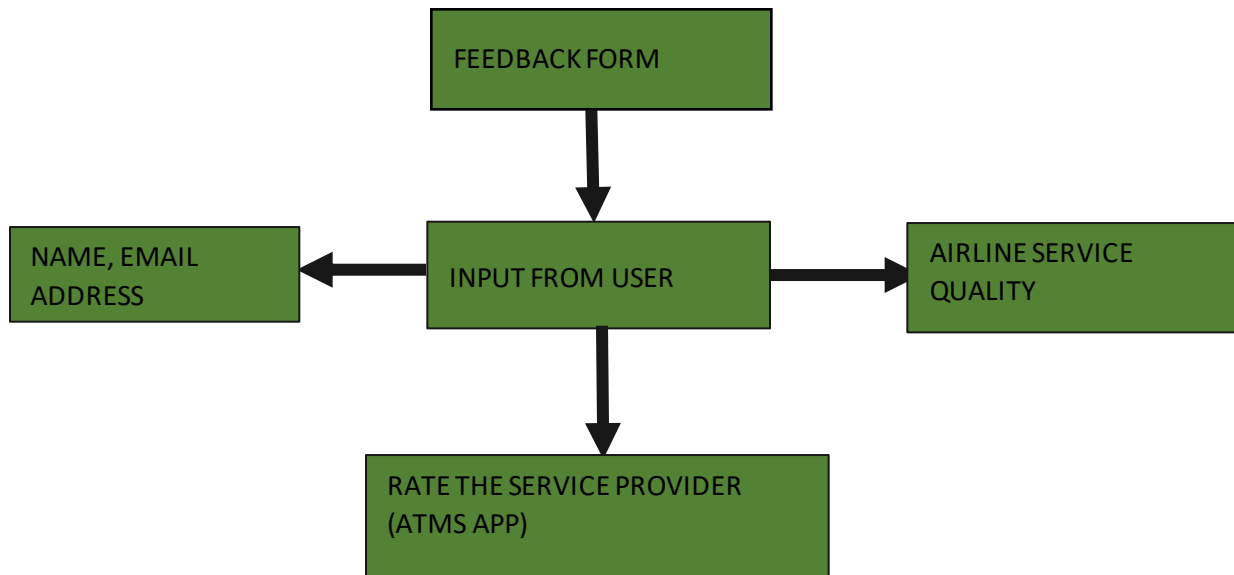 FEEDBACK FORM
NAME, EMAIL
ADDRESS
INPUT FROM USER
AIRLINE SERVICE
QUALITY
RATE THE SERVICE PROVIDER
(ATMS APP)